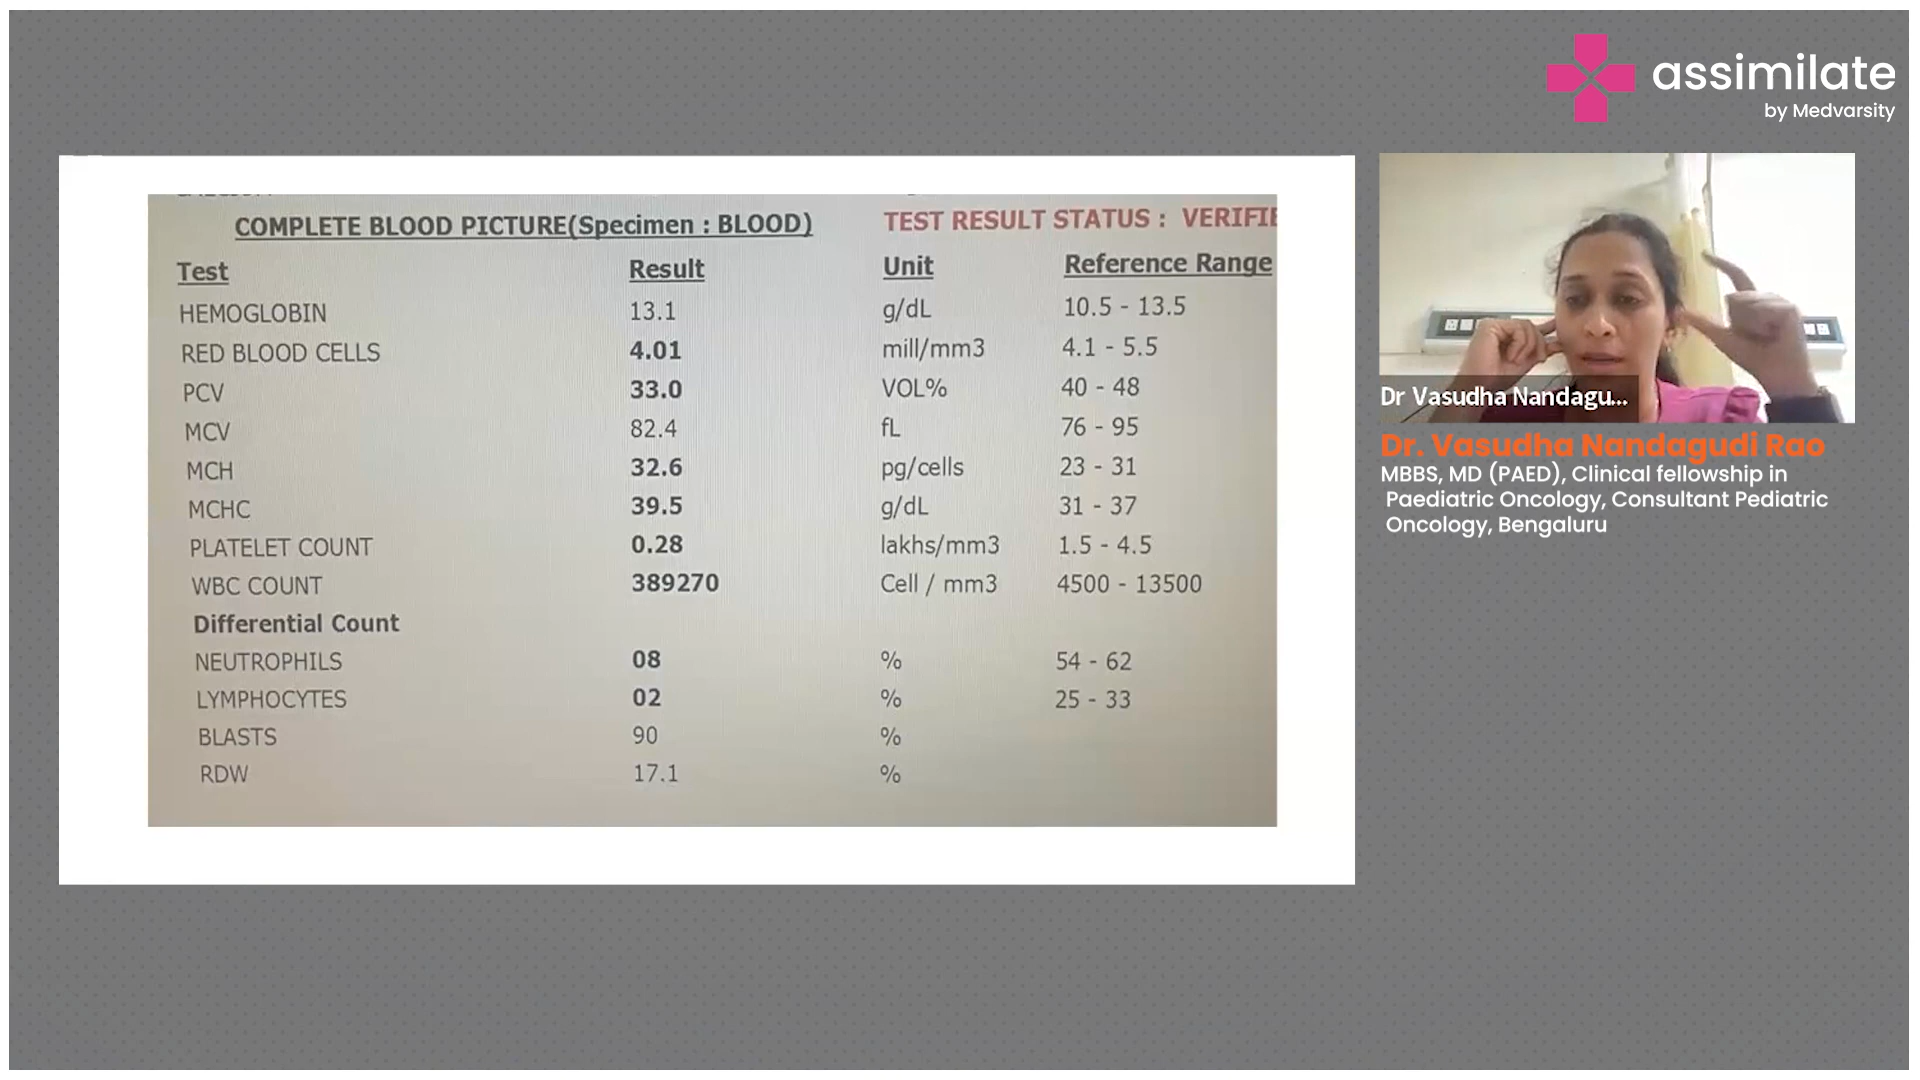 assimilate
by Medvarsity
COMPLETE BLOOD PICTURE(Specimen : BLOOD) TEST RESULT STATUS : VERIFIE
Test Result Unit Reference Range
HEMOGLOBIN 13.1 g/dL 10.5 - 13.5
RED BLOOD CELLS 4.01 mill/mm3 4.1 - 5.5
PCV 33.0 VOL% 40 - 48
MCV 82.4 fL 76 - 95
MCH 32.6 pg/cells 23 - 31
MCHC 39.5 g/dL 31 - 37
PLATELET COUNT 0.28 lakhs/mm3 1.5 - 4.5
WBC COUNT 389270 Cell / mm3 4500 - 13500
Differential Count
NEUTROPHILS 08 % 54 - 62
LYMPHOCYTES 02 % 25 - 33
BLASTS 90 %
RDW 17.1 %
Dr Vasudha Nandagu...
Dr. Vasudha Nandagudi Rao
MBBS, MD (PAED), Clinical fellowship in
Paediatric Oncology, Consultant Pediatric
Oncology, Bengaluru